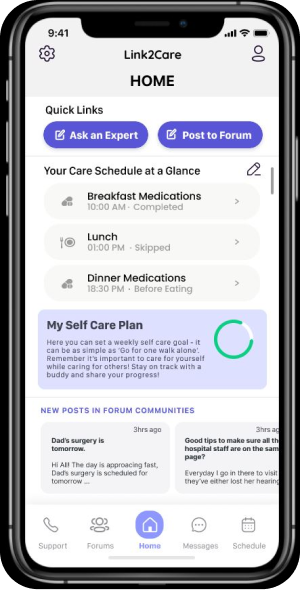 9:41
Link2Care
HOME
Quick Links
Ask an Expert
Post to Forum
Your Care Schedule at a Glance
Breakfast Medications
10:00 AM · Completed
Lunch
01:00 PM · Skipped
Dinner Medications
18:30 PM · Before Eating
My Self Care Plan
Here you can set a weekly self care goal - it
can be as simple as 'Go for one walk alone'.
Remember it's important to care for yourself
while caring for others! Stay on track with a
buddy and share your progress!
NEW POSTS IN FORUM COMMUNITIES
3hrs ago
Dad's surgery is
tomorrow.
Hi All! The day is approacing fast,
Dad's surgery is scheduled for
tomorrow ...
3hrs ag
Good tips to make sure all th
hospital staff are on the sam
page?
Everyday I go in there to visit
they've either lost her hearing
Support
Forums
Home
Messages
Schedule